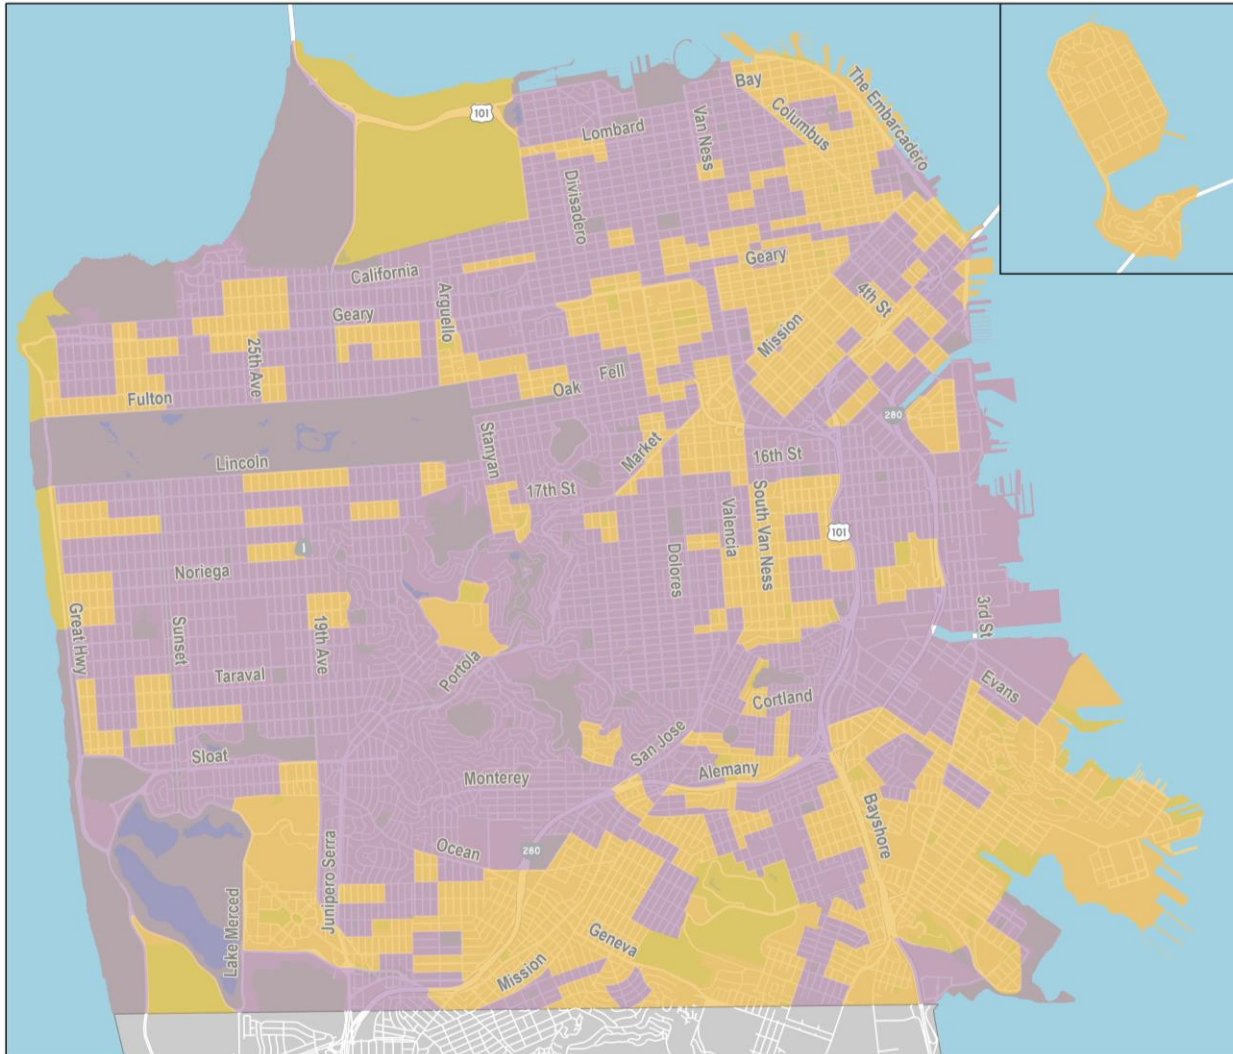 Bay
The Embarcadero
Columbus
101
Van Ness
Lombard
Divisadero
California
Geary
Geary
Arguello
4th St
25th Ave
Mission
Fell
Oak
Fulton
280
Market
Lincoln
Stanyan
16th St
17th St
Valencia
South Van Ness
101
1
Dolores
Noriega
Great Hwy
Sunset
19th Ave
3rd St
Portola
Taraval
Evans
Cortland
San Jose
Sloat
Alemany
Monterey
Bayshore
Ocean
280
Junipero Serra
Lake Merced
Geneva
Mission